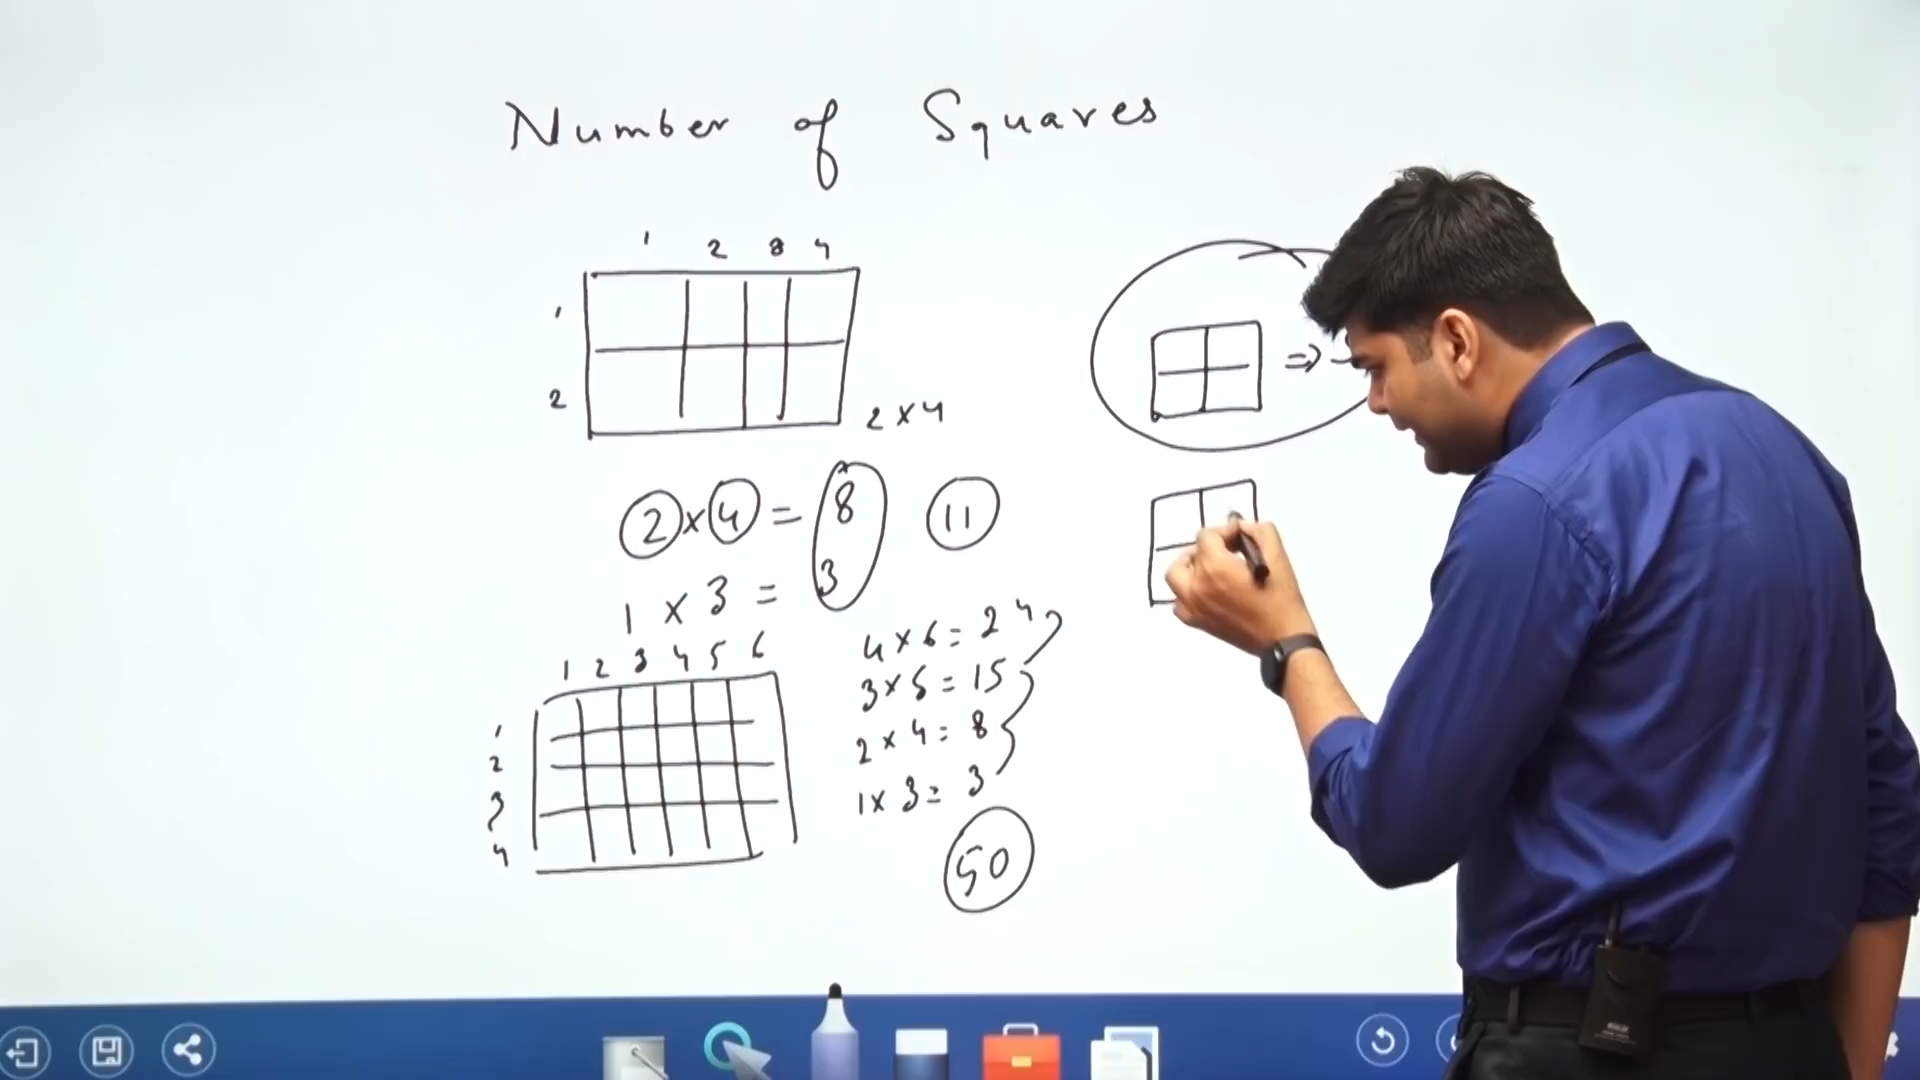 Number of Squares
1 2 3 4
1
2
2 x 4
=>
2 x 4 = 8
11
1 x 3 = 3
1 2 3 4 5 6
1
2
3
4
4 x 6 = 24
3 x 5 = 15
2 x 4 = 8
1 x 3 = 3
50